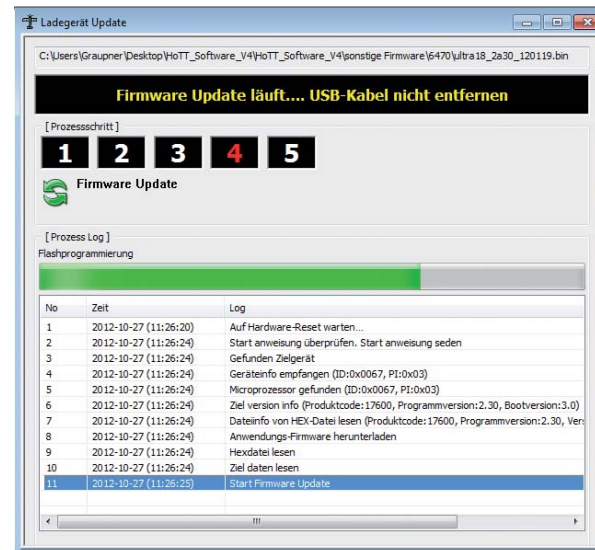 Ladegerät Update
C:\Users\Graupner\Desktop\HoTT_Software_V4\HoTT_Software_V4\sonstige Firmware\6470\ultra18_2a30_120119.bin
Firmware Update läuft.... USB-Kabel nicht entfernen
[ Prozessschritt ]
1 2 3 4 5
Firmware Update
[ Prozess Log ]
Flashprogrammierung
No Zeit Log
1 2012-10-27 (11:26:20) Auf Hardware-Reset warten...
2 2012-10-27 (11:26:24) Start anweisung überprüfen. Start anweisung seden
3 2012-10-27 (11:26:24) Gefunden Zielgerät
4 2012-10-27 (11:26:24) Geräteinfo empfangen (ID:0x0067, PI:0x03)
5 2012-10-27 (11:26:24) Microprozessor gefunden (ID:0x0067, PI:0x03)
6 2012-10-27 (11:26:24) Ziel version info (Produktcode:17600, Programmversion:2.30, Bootversion:3.0)
7 2012-10-27 (11:26:24) Dateiinfo von HEX-Datei lesen (Produktcode:17600, Programmversion:2.30, Vers
8 2012-10-27 (11:26:24) Anwendungs-Firmware herunterladen
9 2012-10-27 (11:26:24) Hexdatei lesen
10 2012-10-27 (11:26:24) Ziel daten lesen
11 2012-10-27 (11:26:25) Start Firmware Update